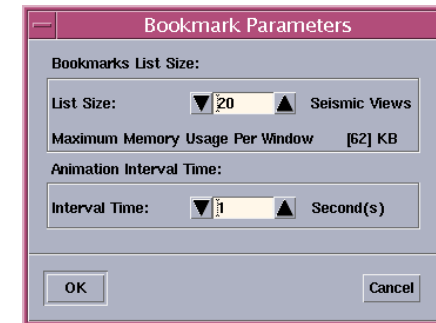 Bookmark Parameters
Bookmarks List Size:
List Size: 20 Seismic Views
Maximum Memory Usage Per Window [62] KB
Animation Interval Time:
Interval Time: 1 Second(s)
OK Cancel